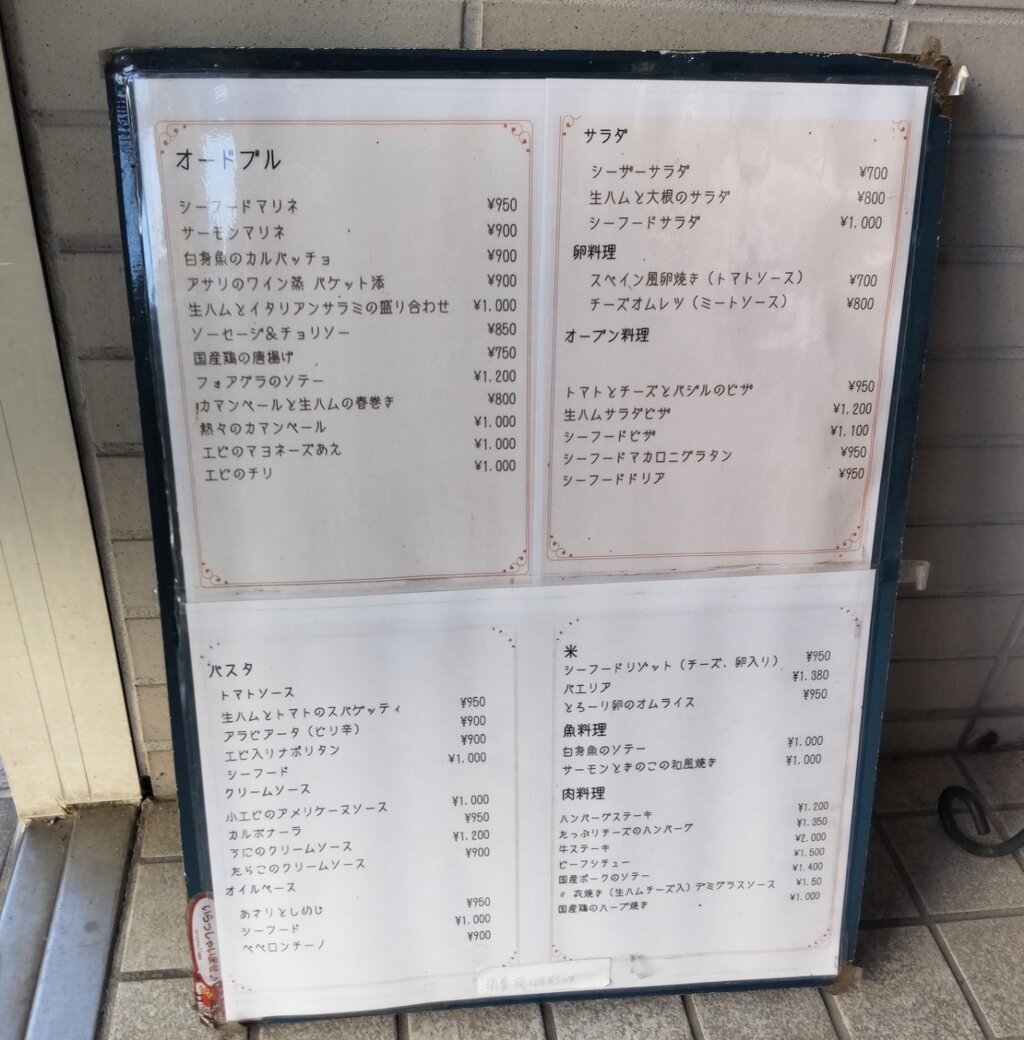 オードブル
シーフードマリネ ¥950
サーモンマリネ ¥900
白身魚のカルパッチョ ¥900
アサリのワイン蒸 バケット添 ¥900
生ハムとイタリアンサラミの盛り合わせ ¥1.000
ソーセージ&チョリソー ¥850
国産鶏の唐揚げ ¥750
フォアグラのソテー ¥1.200
カマンベールと生ハムの春巻き ¥800
熱々のカマンベール ¥1.000
エビのマヨネーズあえ ¥1.000
エビのチリ ¥1.000
サラダ
シーザーサラダ ¥700
生ハムと大根のサラダ ¥800
シーフードサラダ ¥1.000
卵料理
スペイン風卵焼き（トマトソース） ¥700
チーズオムレツ（ミートソース） ¥800
オーブン料理
トマトとチーズとバジルのピザ ¥950
生ハムサラダピザ ¥1.200
シーフードピザ ¥1.100
シーフードマカロニグラタン ¥950
シーフードドリア ¥950
パスタ
トマトソース
生ハムとトマトのスパゲッティ ¥950
アラビアータ（ピリ辛） ¥900
エビ入りナポリタン ¥900
シーフード ¥1.000
クリームソース
小エビのアメリケーヌソース ¥1.000
カルボナーラ ¥950
うにのクリームソース ¥1.200
たらこのクリームソース ¥900
オイルベース
あさりとしめじ ¥950
シーフード ¥1.000
ペペロンチーノ ¥900
米
シーフードリゾット（チーズ、卵入り） ¥950
パエリア ¥1.380
とろーり卵のオムライス ¥950
魚料理
白身魚のソテー ¥1.000
サーモンときのこの和風焼き ¥1.000
肉料理
ハンバーグステーキ ¥1.200
たっぷりチーズのハンバーグ ¥1.350
牛ステーキ ¥2.000
ビーフシチュー ¥1.500
国産ポークのソテー ¥1.400
〃 衣焼き（生ハムチーズ入）デミグラスソース ¥1.50
国産鶏のハーブ焼き ¥1.000
いらっしゃいませ